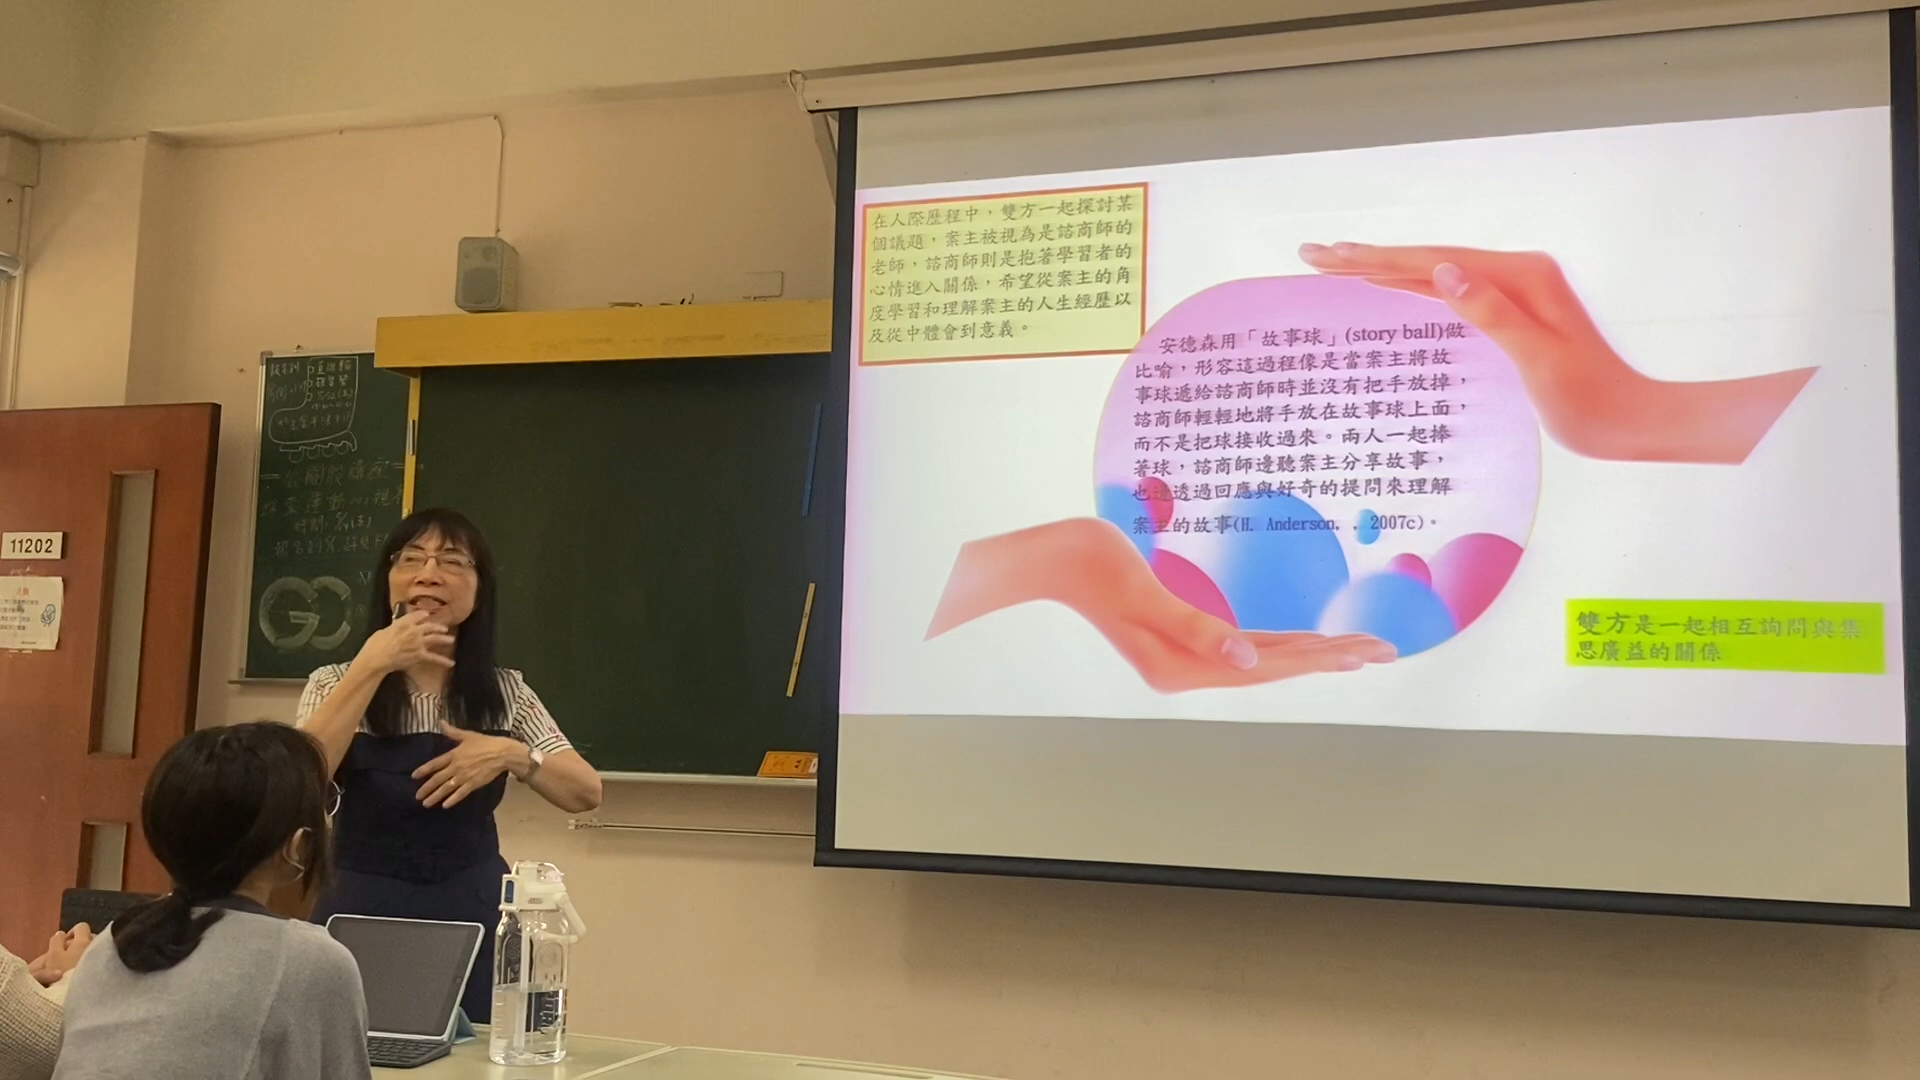 在人際歷程中，雙方一起探討某
個議題，案主被視為是諮商師的
老師，諮商師則是抱著學習者的
心情進入關係，希望從案主的角
度學習和理解案主的人生經歷以
及從中體會到意義。
安德森用「故事球」(story ball)做
比喻，形容這過程像是當案主將故
事球遞給諮商師時並沒有把手放掉，
諮商師輕輕地將手放在故事球上面，
而不是把球接收過來。兩人一起捧
著球，諮商師邊聽案主分享故事，
也邊透過回應與好奇的提問來理解
案主的故事(H. Anderson, . 2007c)。
雙方是一起相互詢問與集
思廣益的關係
11202